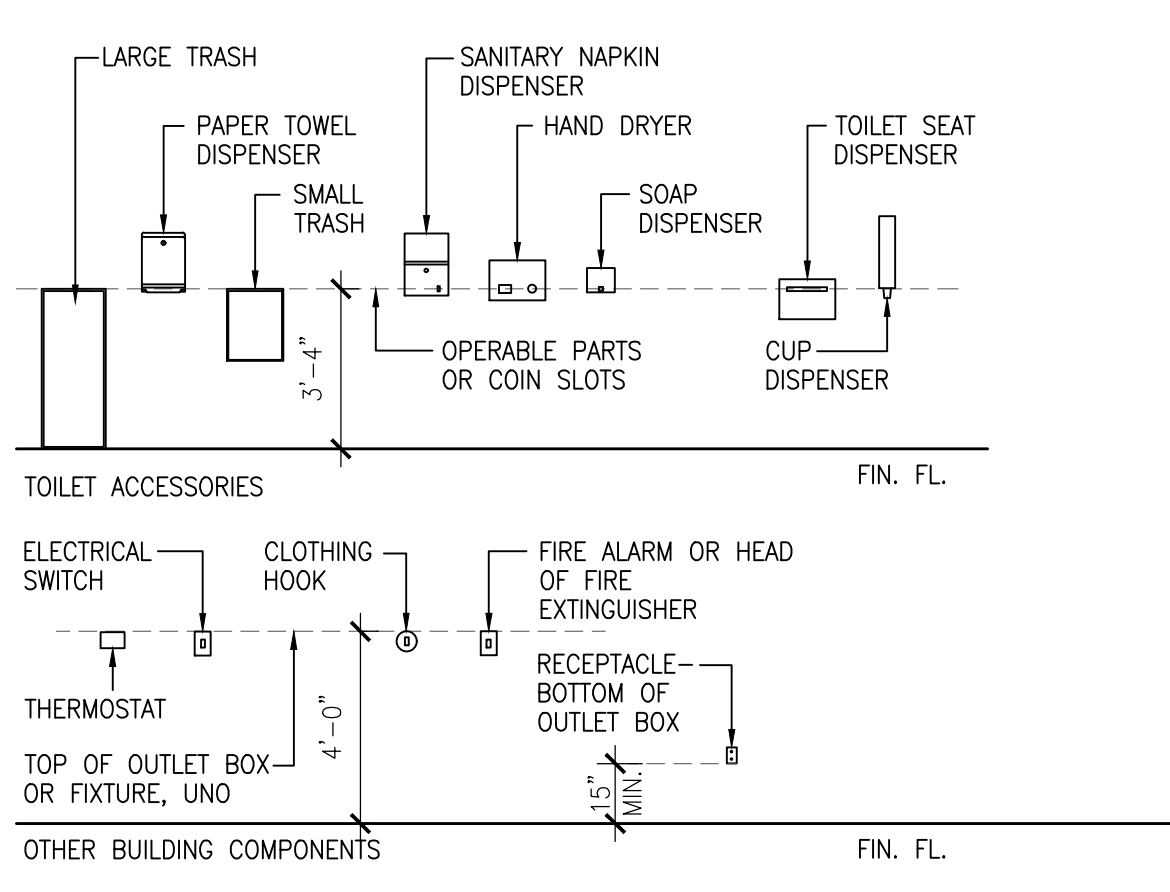 LARGE TRASH
SANITARY NAPKIN
DISPENSER
PAPER TOWEL
DISPENSER
HAND DRYER
TOILET SEAT
DISPENSER
SMALL
TRASH
SOAP
DISPENSER
3'-4"
OPERABLE PARTS
OR COIN SLOTS
CUP
DISPENSER
TOILET ACCESSORIES
FIN. FL.
ELECTRICAL
SWITCH
CLOTHING
HOOK
FIRE ALARM OR HEAD
OF FIRE
EXTINGUISHER
THERMOSTAT
RECEPTACLE-
BOTTOM OF
OUTLET BOX
4'-0"
TOP OF OUTLET BOX
OR FIXTURE, UNO
15"
MIN.
OTHER BUILDING COMPONENTS
FIN. FL.